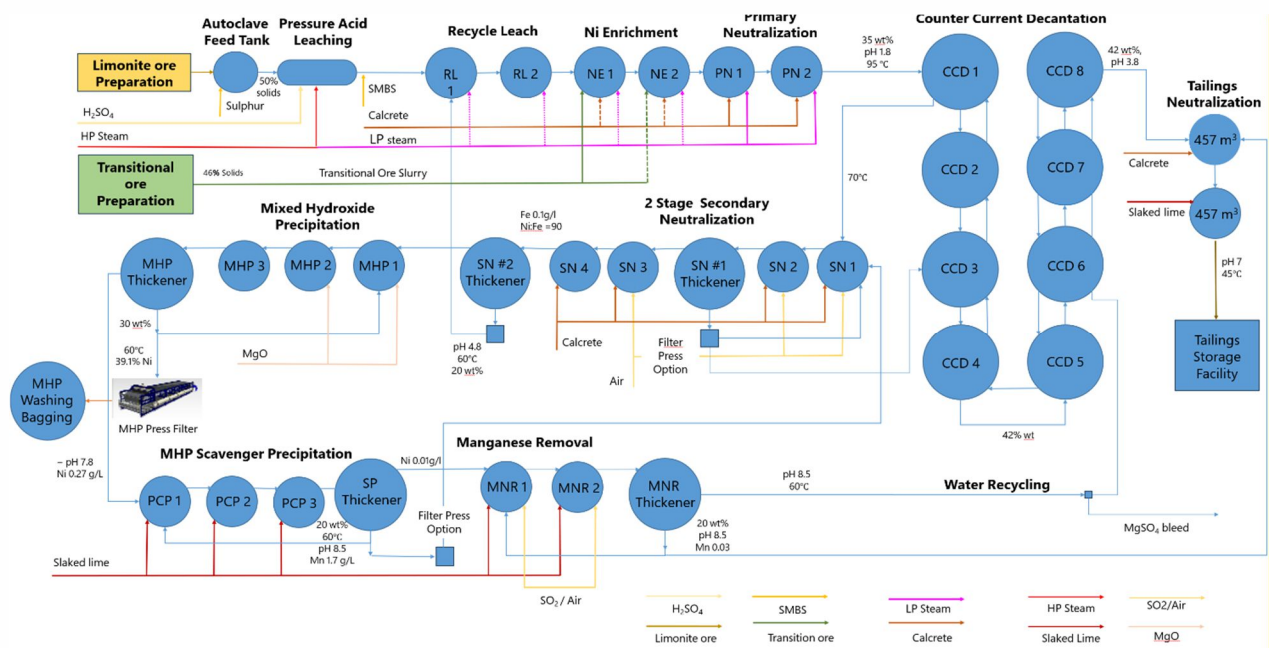 Autoclave
Feed Tank
Pressure Acid
Leaching
Recycle Leach
Ni Enrichment
Primary
Neutralization
Counter Current Decantation
Limonite ore
Preparation
50%
solids
Sulphur
H₂SO₄
HP Steam
SMBS
Calcrete
LP steam
RL
1
RL 2
NE 1
NE 2
PN 1
PN 2
35 wt%
pH 1.8
95 °C
CCD 1
CCD 8
42 wt%,
pH 3.8
Tailings
Neutralization
457 m³
Calcrete
Slaked lime
457 m³
pH 7
45°C
Tailings
Storage
Facility
CCD 2
CCD 7
CCD 3
CCD 6
CCD 4
CCD 5
42% wt
70°C
Transitional
ore
Preparation
46% Solids
Transitional Ore Slurry
Mixed Hydroxide
Precipitation
Fe 0.1g/l
Ni:Fe =90
2 Stage Secondary
Neutralization
MHP
Thickener
MHP 3
MHP 2
MHP 1
SN #2
Thickener
SN 4
SN 3
SN #1
Thickener
SN 2
SN 1
30 wt%
60°C
39.1% Ni
MgO
pH 4.8
60°C
20 wt%
Calcrete
Air
Filter
Press
Option
MHP
Washing
Bagging
MHP Press Filter
~ pH 7.8
Ni 0.27 g/L
MHP Scavenger Precipitation
Manganese Removal
PCP 1
PCP 2
PCP 3
SP
Thickener
Ni 0.01g/l
MNR 1
MNR 2
MNR
Thickener
pH 8.5
60°C
Water Recycling
MgSO₄ bleed
20 wt%
60°C
pH 8.5
Mn 1.7 g/L
Filter Press
Option
20 wt%
pH 8.5
Mn 0.03
Slaked lime
SO₂ / Air
H₂SO₄
SMBS
LP Steam
HP Steam
SO2/Air
Limonite ore
Transition ore
Calcrete
Slaked Lime
MgO